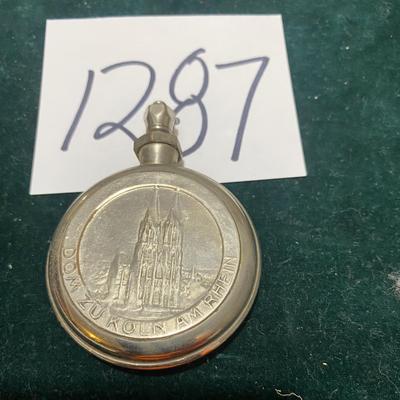 1287
DOM ZU KÖLN AM RHEIN